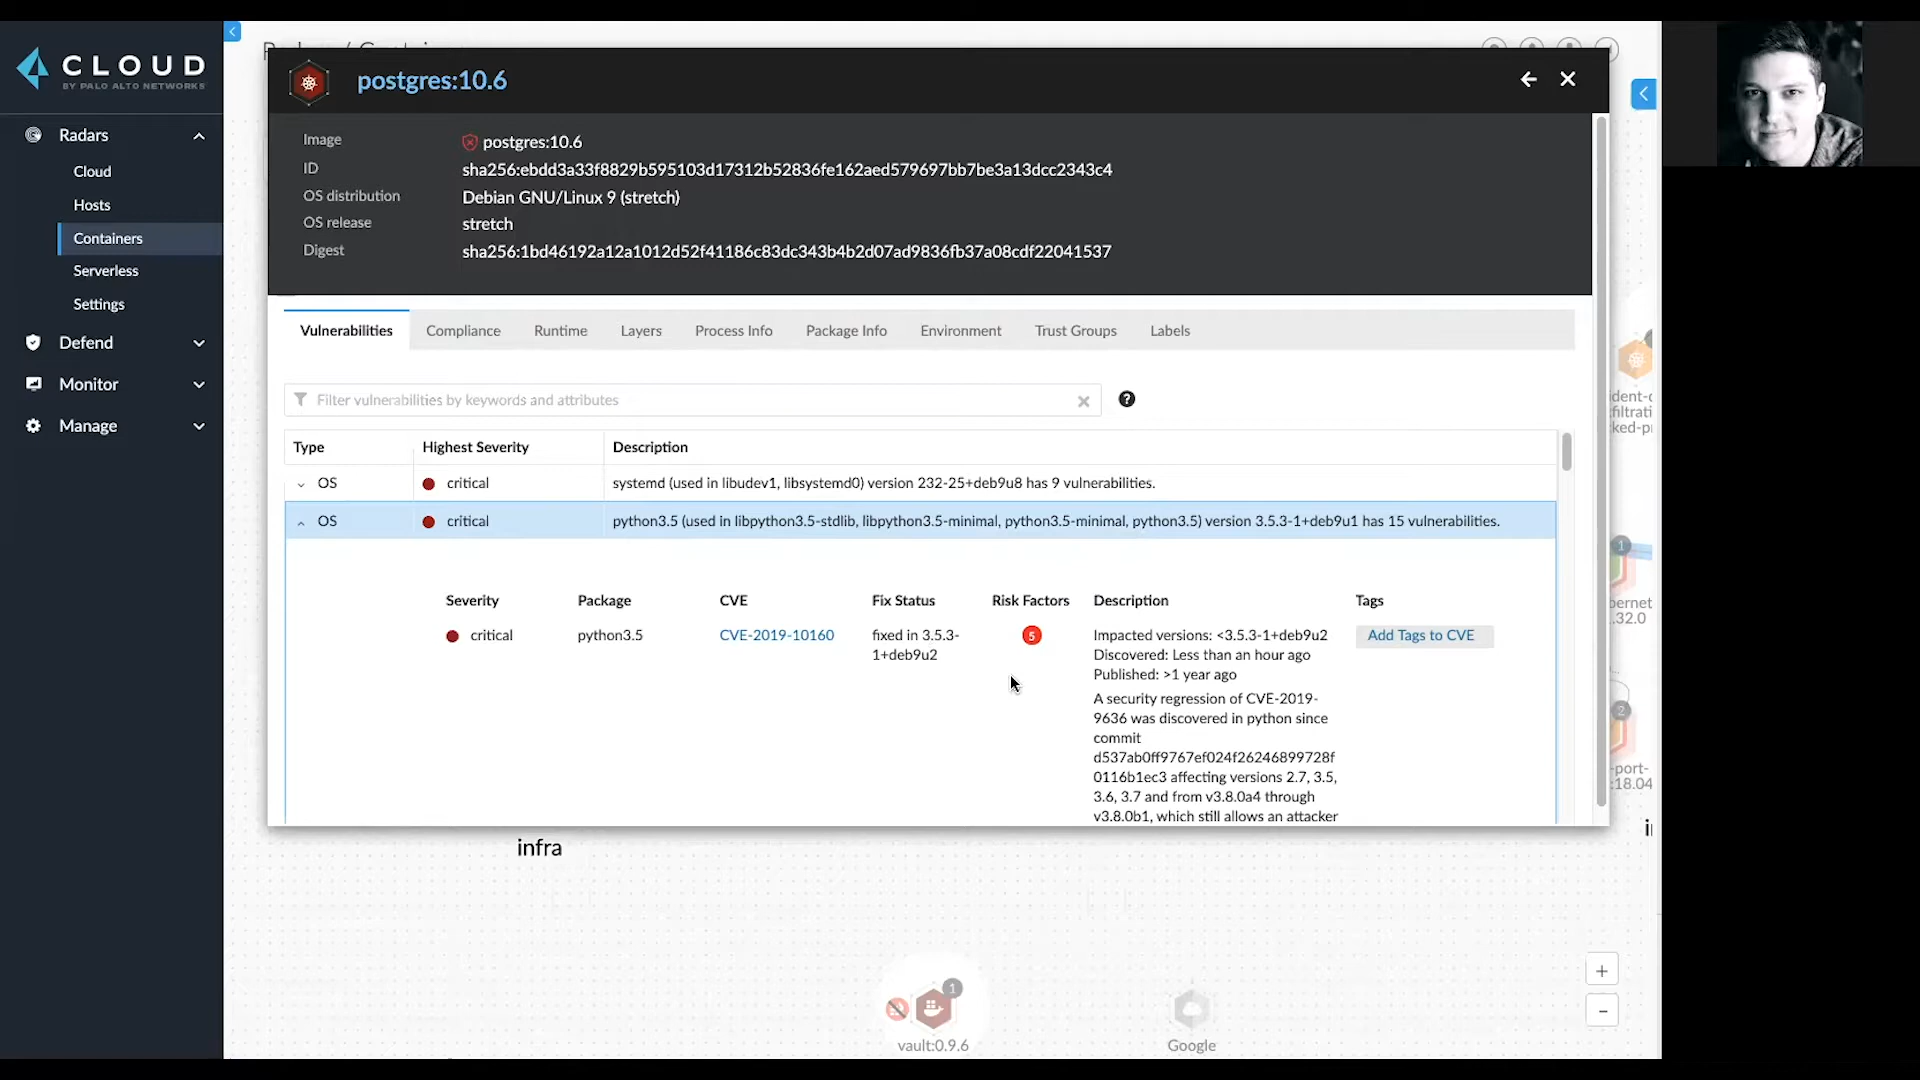 CLOUD
BY PALO ALTO NETWORKS
Radars
Cloud
Hosts
Containers
Serverless
Settings
Defend
Monitor
Manage
postgres:10.6
Image postgres:10.6
ID sha256:ebdd3a33f8829b595103d17312b52836fe162aed579697bb7be3a13dcc2343c4
OS distribution Debian GNU/Linux 9 (stretch)
OS release stretch
Digest sha256:1bd46192a12a1012d52f41186c83dc343b4b2d07ad9836fb37a08cdf22041537
Vulnerabilities Compliance Runtime Layers Process Info Package Info Environment Trust Groups Labels
Filter vulnerabilities by keywords and attributes
Type Highest Severity Description
OS critical systemd (used in libudev1, libsystemd0) version 232-25+deb9u8 has 9 vulnerabilities.
OS critical python3.5 (used in libpython3.5-stdlib, libpython3.5-minimal, python3.5-minimal, python3.5) version 3.5.3-1+deb9u1 has 15 vulnerabilities.
Severity Package CVE Fix Status Risk Factors Description Tags
critical python3.5 CVE-2019-10160 fixed in 3.5.3-
1+deb9u2
5
Impacted versions: <3.5.3-1+deb9u2
Discovered: Less than an hour ago
Published: >1 year ago
A security regression of CVE-2019-
9636 was discovered in python since
commit
d537ab0ff9767ef024f26246899728f
0116b1ec3 affecting versions 2.7, 3.5,
3.6, 3.7 and from v3.8.0a4 through
v3.8.0b1, which still allows an attacker
Add Tags to CVE
infra
1
vault:0.9.6
Google
1
.32.0
2
-port-
:18.04